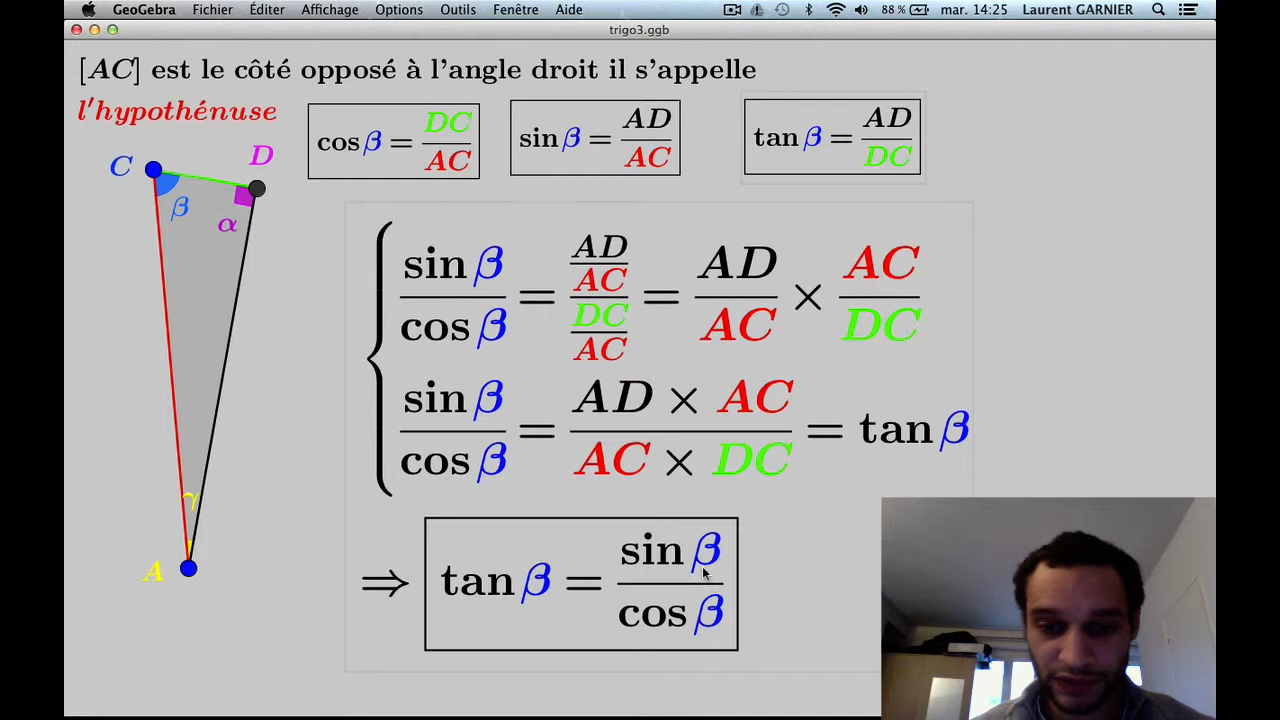 GeoGebra Fichier Éditer Affichage Options Outils Fenêtre Aide 88 % mar. 14:25 Laurent GARNIER
trigo3.ggb
[AC] est le côté opposé à l'angle droit il s'appelle
l'hypothénuse
cos β = DC/AC
sin β = AD/AC
tan β = AD/DC
C
D
β
α
γ
A
sin β/cos β = (AD/AC)/(DC/AC) = AD/AC × AC/DC
sin β/cos β = (AD × AC)/(AC × DC) = tan β
⇒ tan β = sin β/cos β